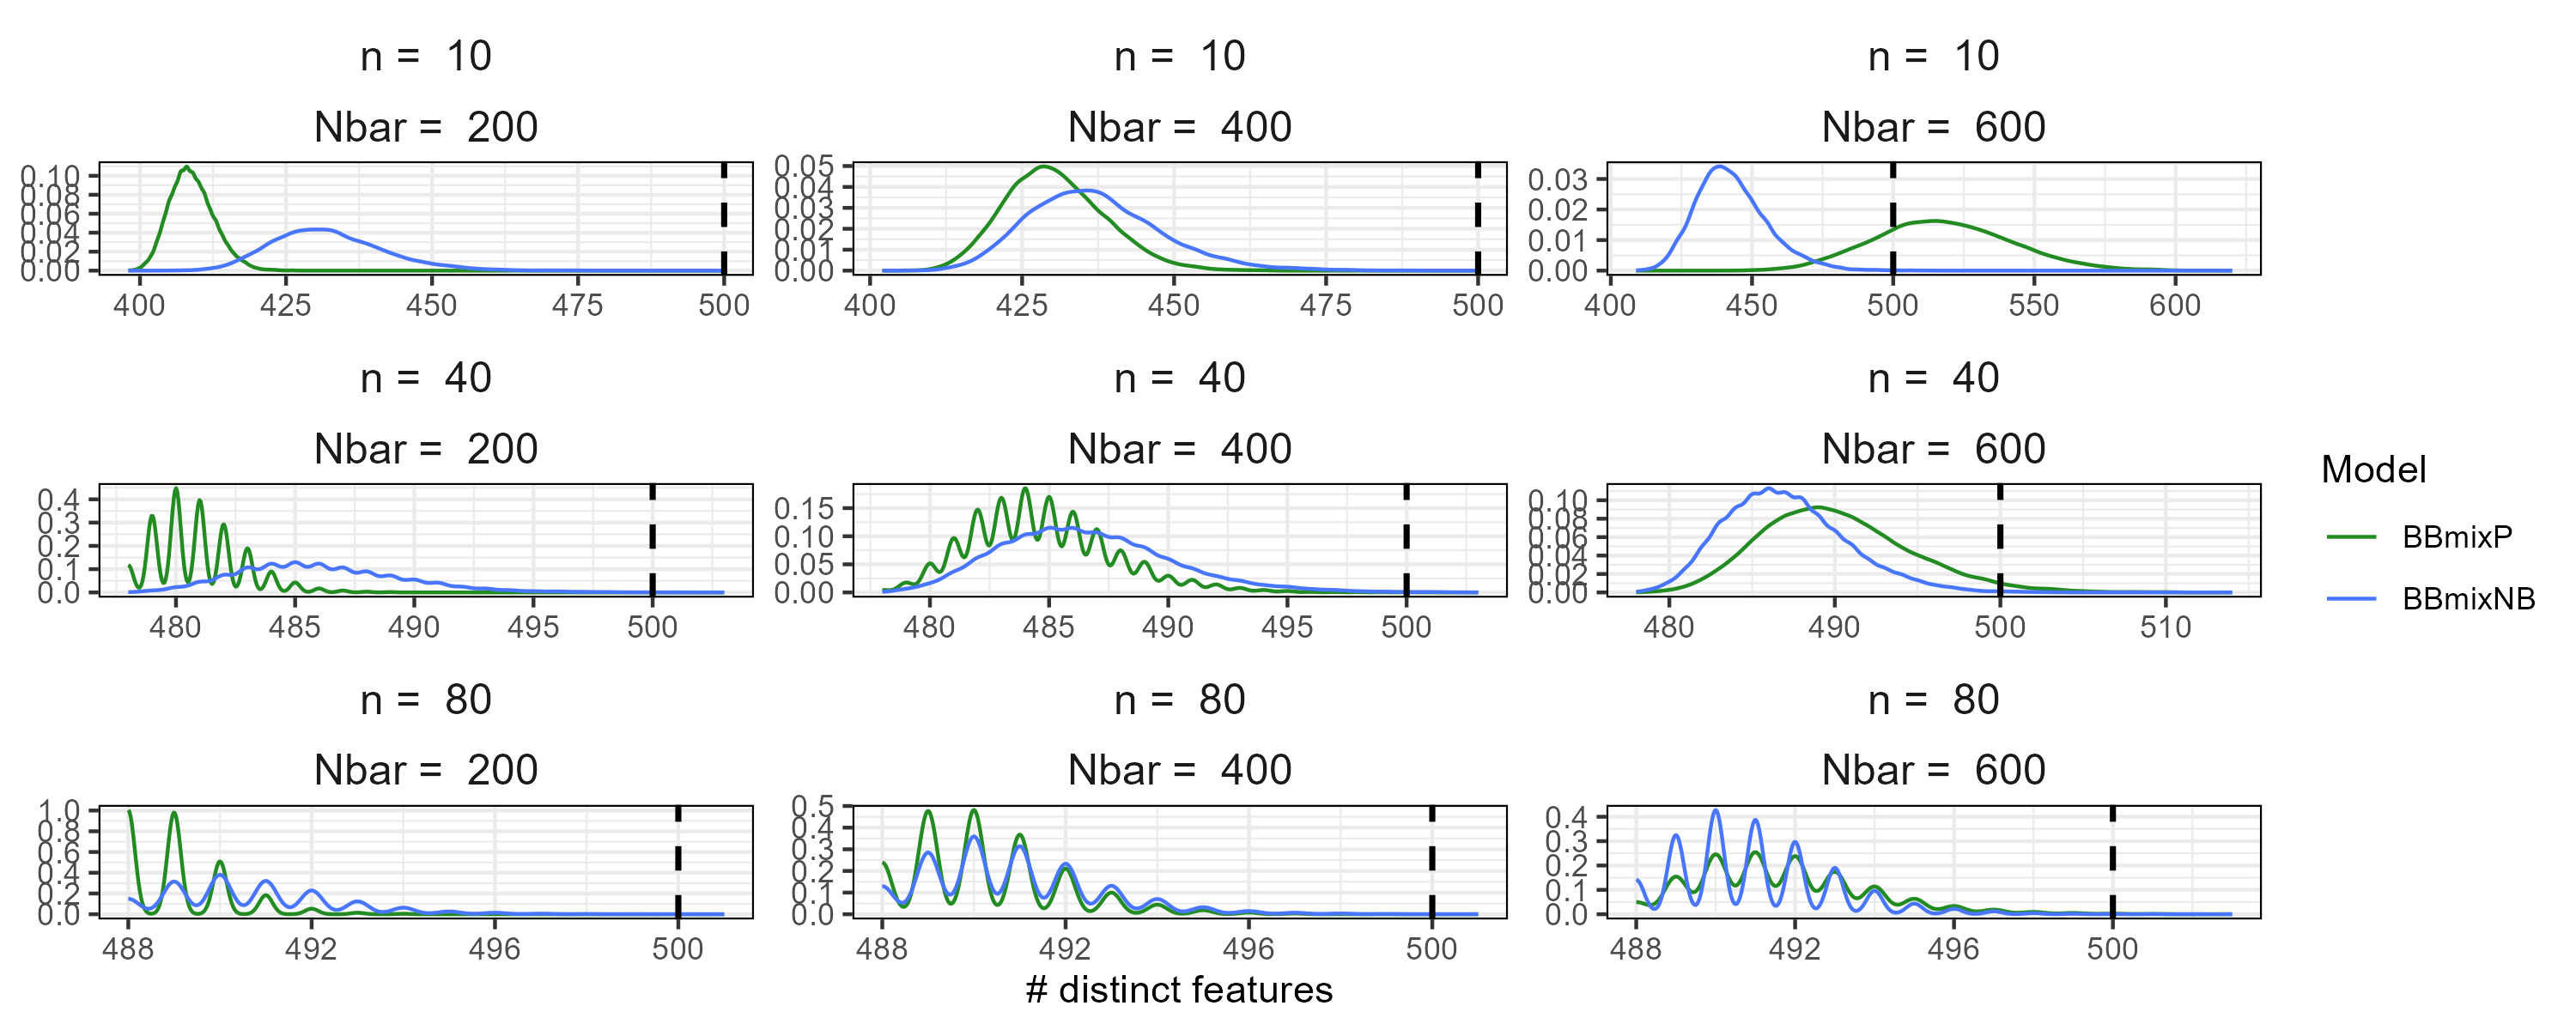 n = 10
Nbar = 200
0.10
0.08
0.06
0.04
0.02
0.00
400 425 450 475 500
n = 10
Nbar = 400
0.05
0.04
0.03
0.02
0.01
0.00
400 425 450 475 500
n = 10
Nbar = 600
0.03
0.02
0.01
0.00
400 450 500 550 600
n = 40
Nbar = 200
0.4
0.3
0.2
0.1
0.0
480 485 490 495 500
n = 40
Nbar = 400
0.15
0.10
0.05
0.00
480 485 490 495 500
n = 40
Nbar = 600
0.10
0.08
0.06
0.04
0.02
0.00
480 490 500 510
n = 80
Nbar = 200
1.0
0.8
0.6
0.4
0.2
0.0
488 492 496 500
n = 80
Nbar = 400
0.5
0.4
0.3
0.2
0.1
0.0
488 492 496 500
n = 80
Nbar = 600
0.4
0.3
0.2
0.1
0.0
488 492 496 500
# distinct features
Model
BBmixP
BBmixNB